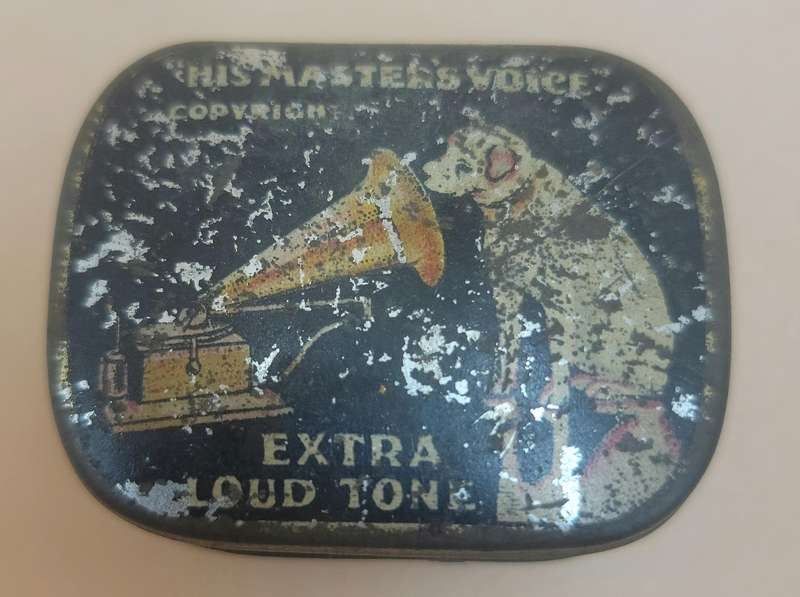 "HIS MASTERS VOICE"
COPYRIGHT
EXTRA
LOUD TONE